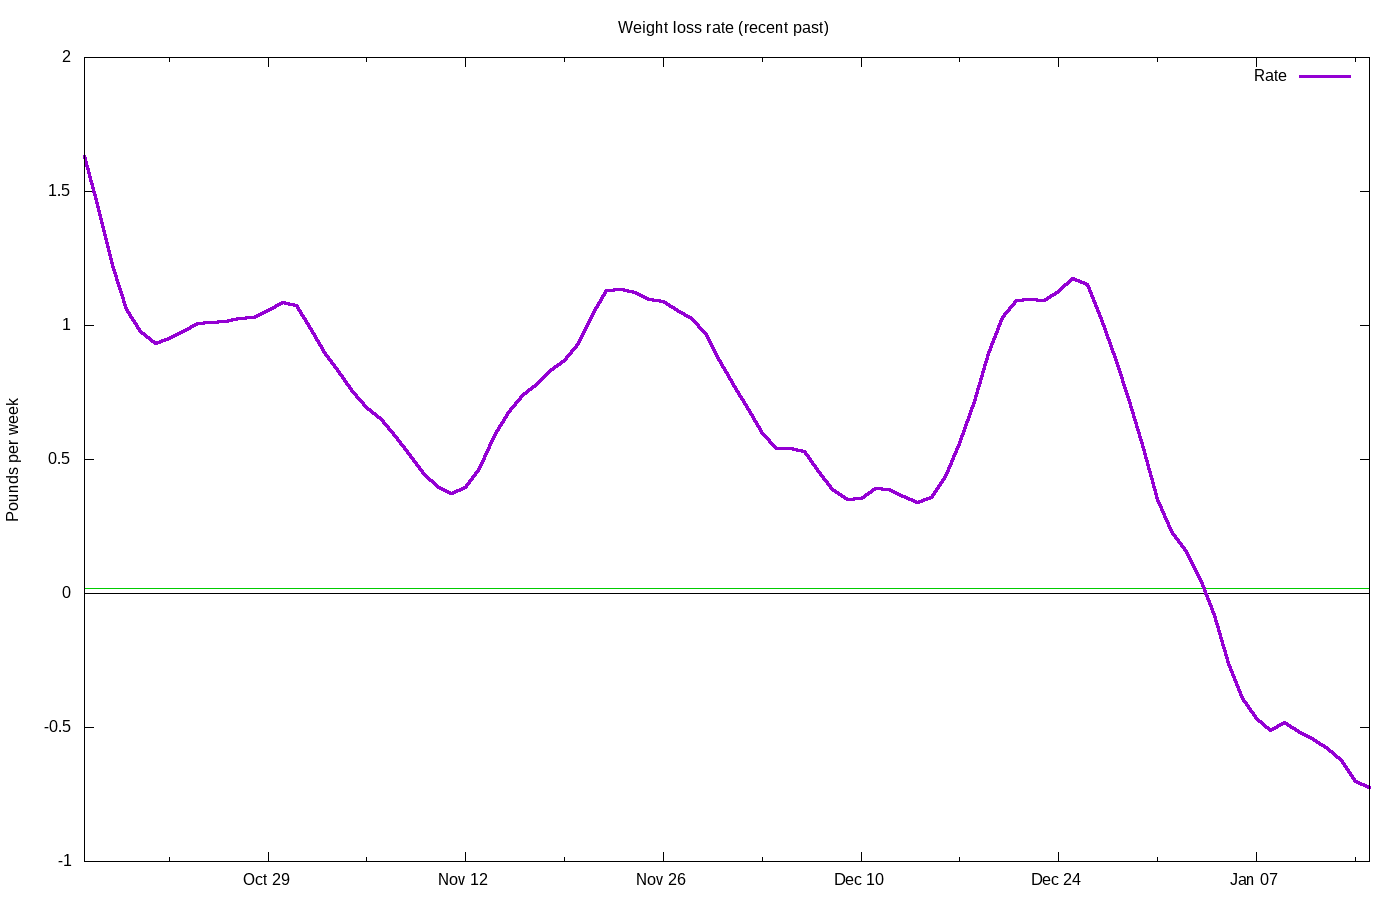 Weight loss rate (recent past)
Rate
2
1.5
1
0.5
0
-0.5
-1
Pounds per week
Oct 29
Nov 12
Nov 26
Dec 10
Dec 24
Jan 07